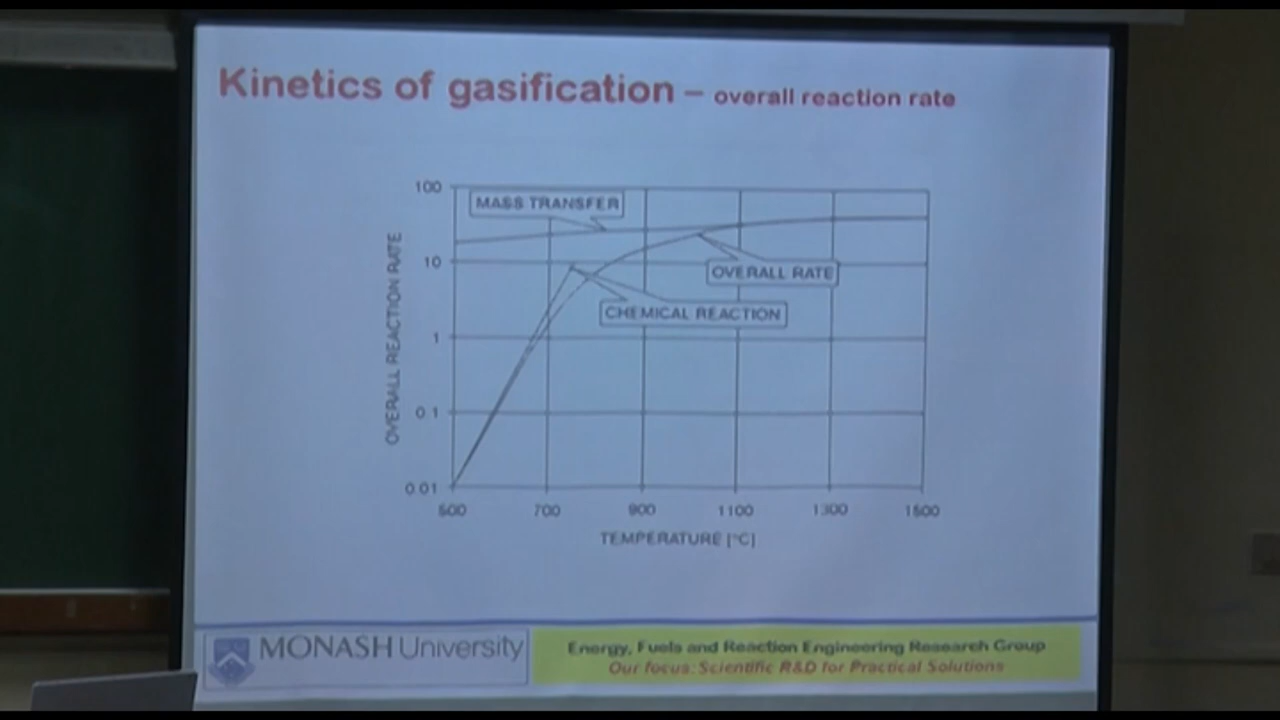 Kinetics of gasification – overall reaction rate
100
MASS TRANSFER
10
OVERALL RATE
CHEMICAL REACTION
1
0.1
0.01
OVERALL REACTION RATE
500 700 900 1100 1300 1500
TEMPERATURE [°C]
MONASH University
Energy, Fuels and Reaction Engineering Research Group
Our focus: Scientific R&D for Practical Solutions